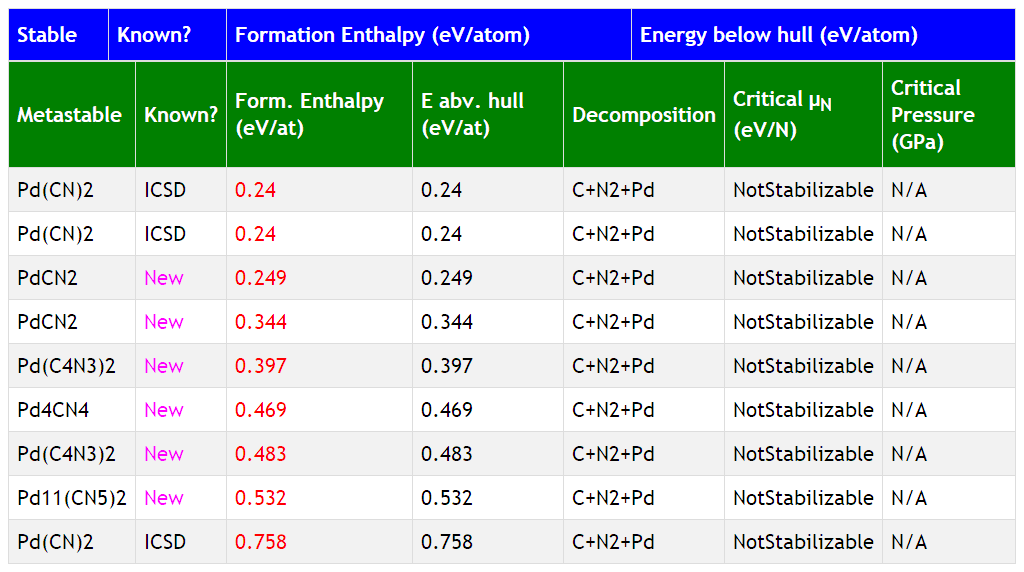 Stable Known? Formation Enthalpy (eV/atom) Energy below hull (eV/atom)
Metastable Known? Form. Enthalpy (eV/at) E abv. hull (eV/at) Decomposition Critical μN (eV/N) Critical Pressure (GPa)
Pd(CN)2 ICSD 0.24 0.24 C+N2+Pd NotStabilizable N/A
Pd(CN)2 ICSD 0.24 0.24 C+N2+Pd NotStabilizable N/A
PdCN2 New 0.249 0.249 C+N2+Pd NotStabilizable N/A
PdCN2 New 0.344 0.344 C+N2+Pd NotStabilizable N/A
Pd(C4N3)2 New 0.397 0.397 C+N2+Pd NotStabilizable N/A
Pd4CN4 New 0.469 0.469 C+N2+Pd NotStabilizable N/A
Pd(C4N3)2 New 0.483 0.483 C+N2+Pd NotStabilizable N/A
Pd11(CN5)2 New 0.532 0.532 C+N2+Pd NotStabilizable N/A
Pd(CN)2 ICSD 0.758 0.758 C+N2+Pd NotStabilizable N/A